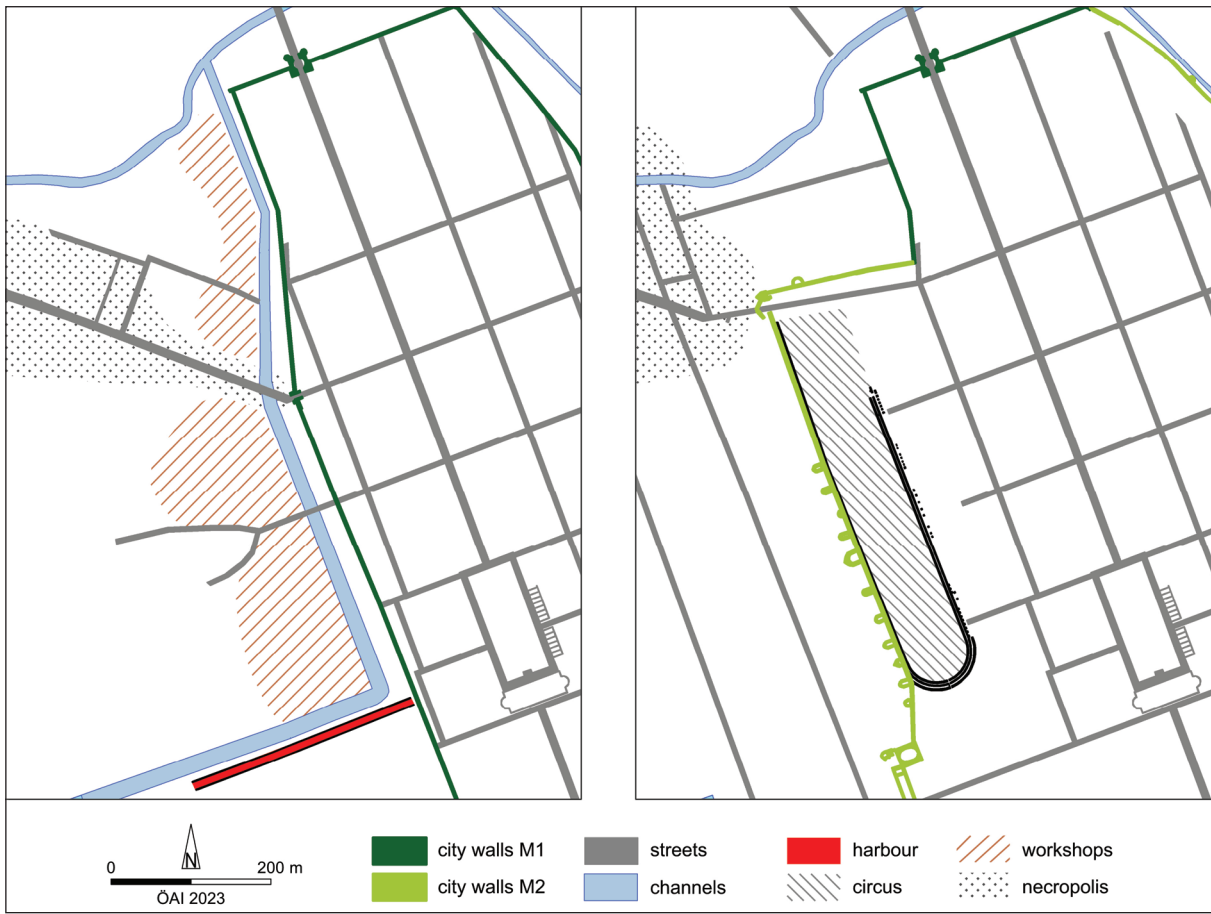 N
0 200 m
ÖAI 2023
city walls M1 streets harbour workshops
city walls M2 channels circus necropolis